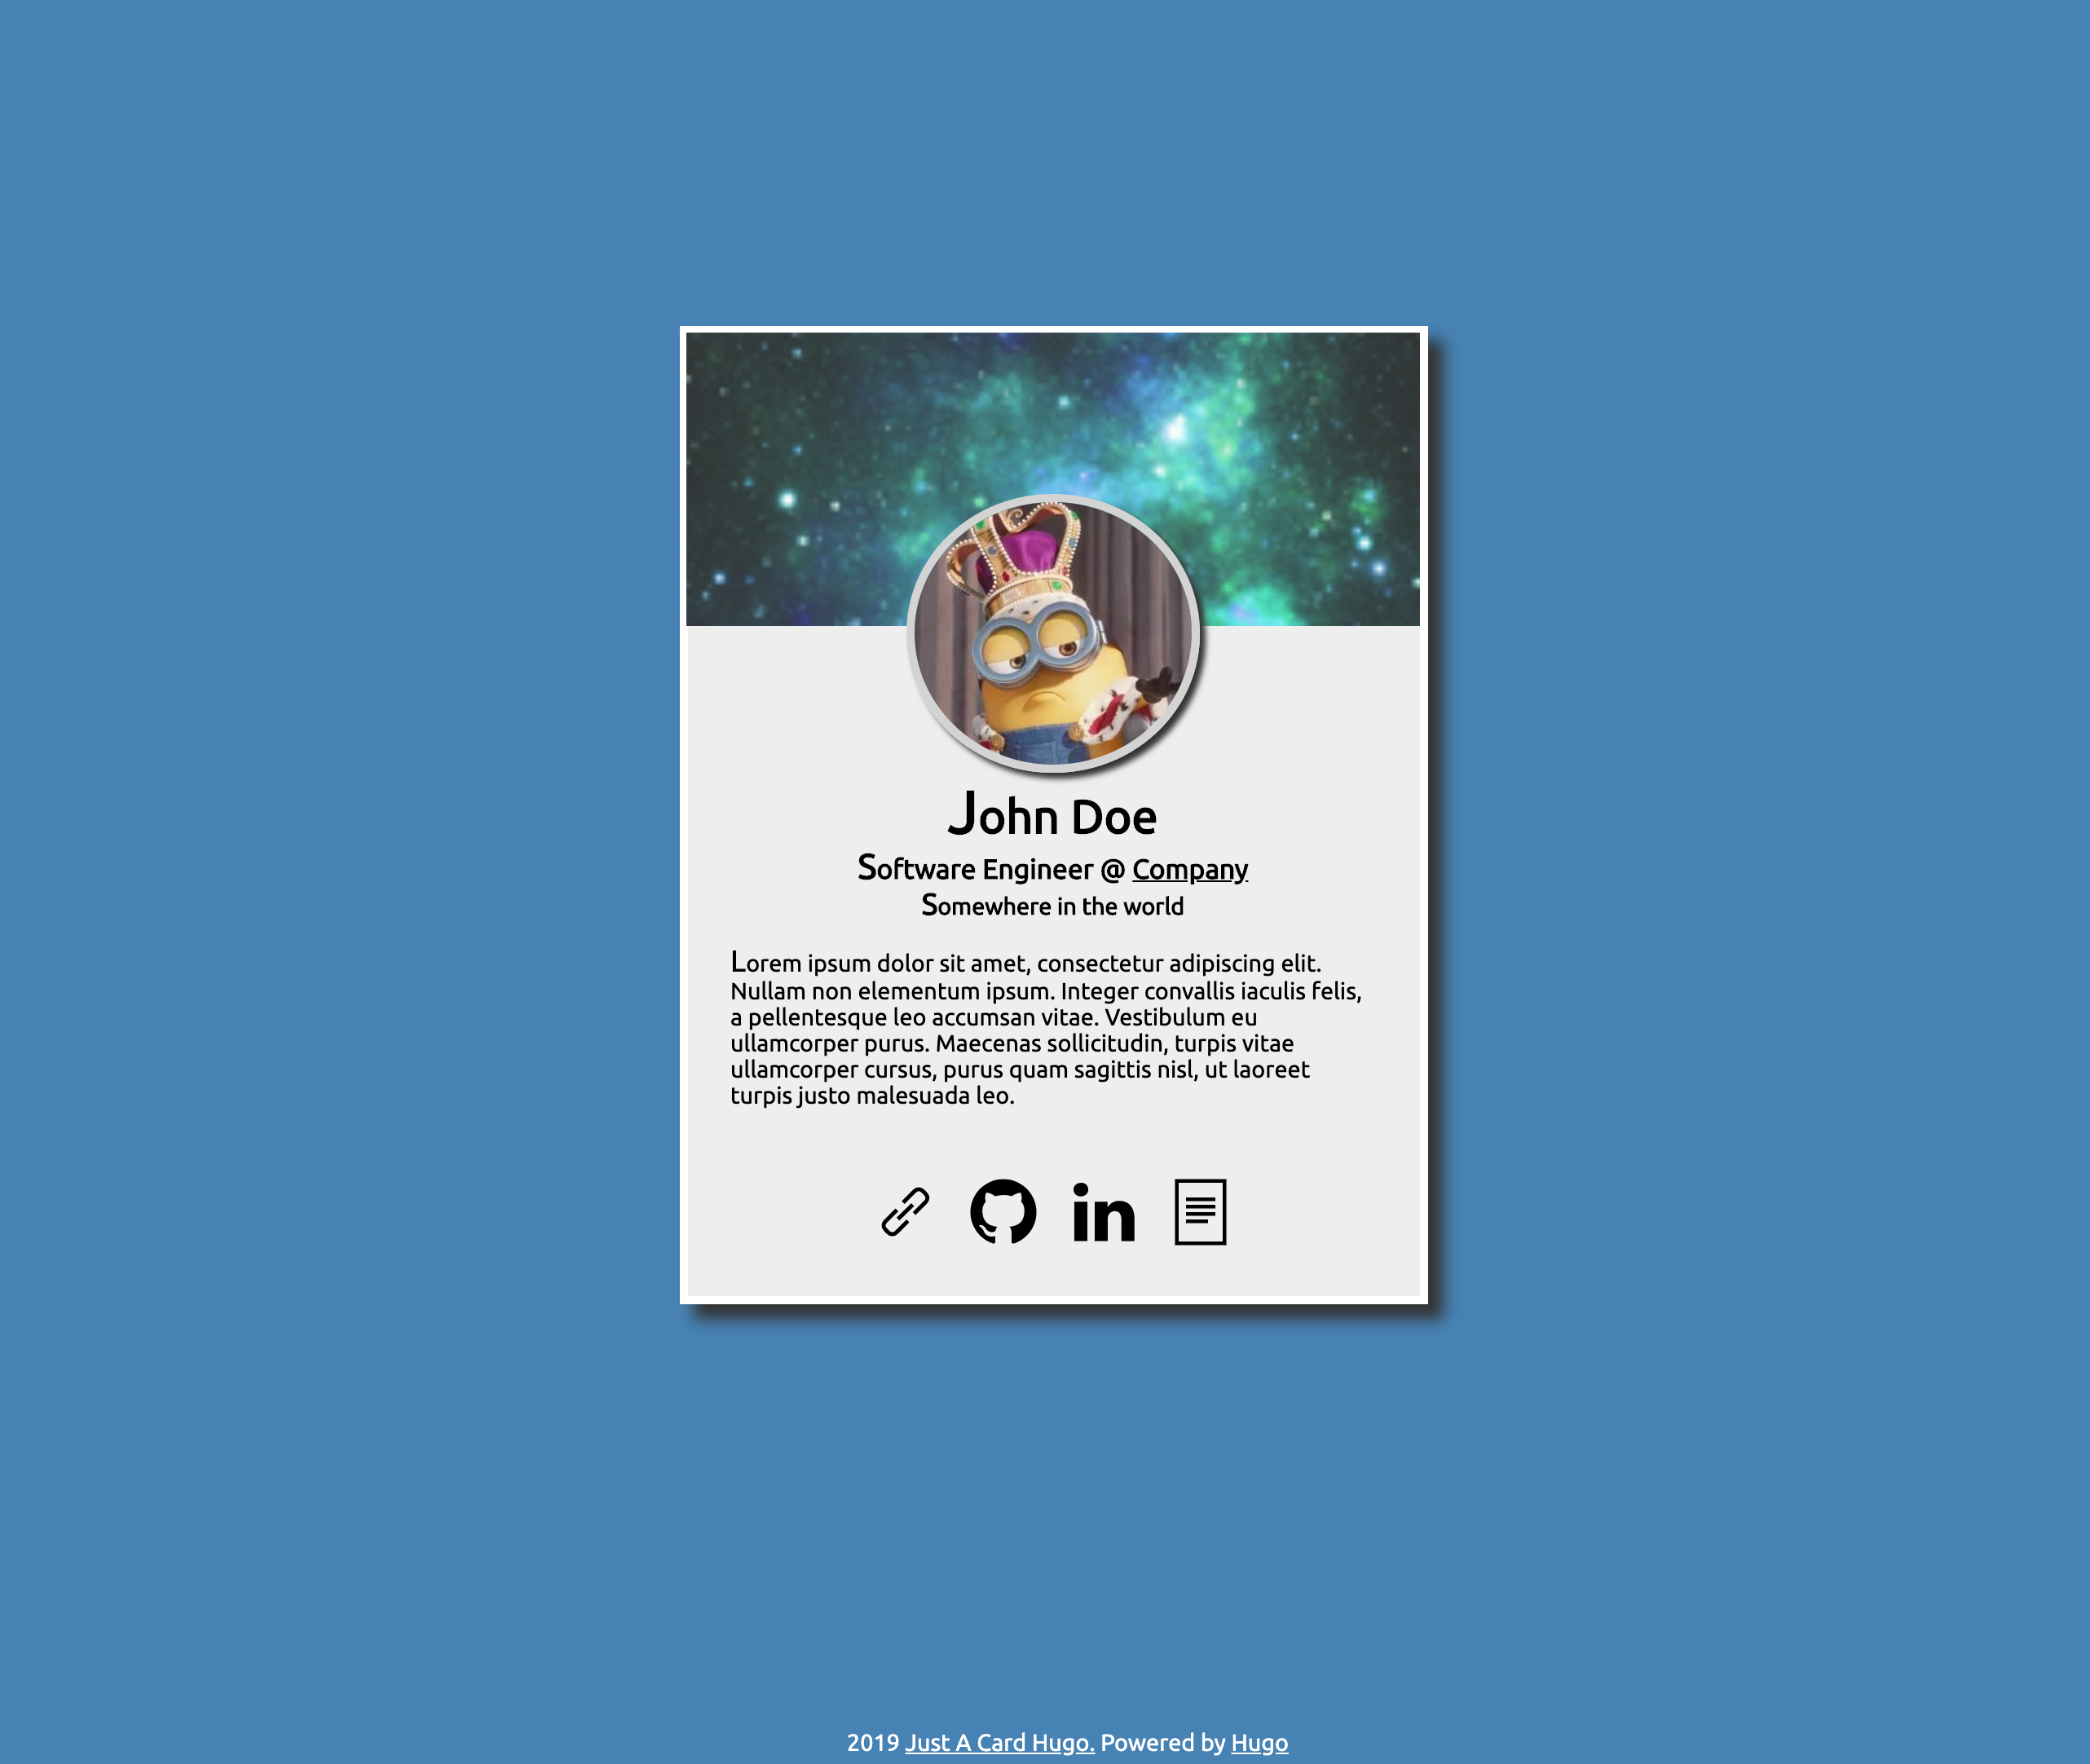 John Doe
Software Engineer @ Company
Somewhere in the world
Lorem ipsum dolor sit amet, consectetur adipiscing elit.
Nullam non elementum ipsum. Integer convallis iaculis felis,
a pellentesque leo accumsan vitae. Vestibulum eu
ullamcorper purus. Maecenas sollicitudin, turpis vitae
ullamcorper cursus, purus quam sagittis nisl, ut laoreet
turpis justo malesuada leo.
in
2019 Just A Card Hugo. Powered by Hugo